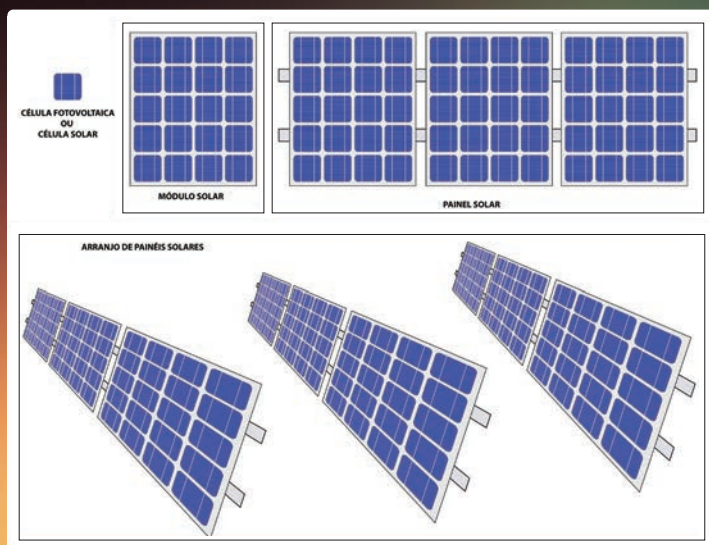 CÉLULA FOTOVOLTAICA
OU
CÉLULA SOLAR
MÓDULO SOLAR
PAINEL SOLAR
ARRANJO DE PAINÉIS SOLARES